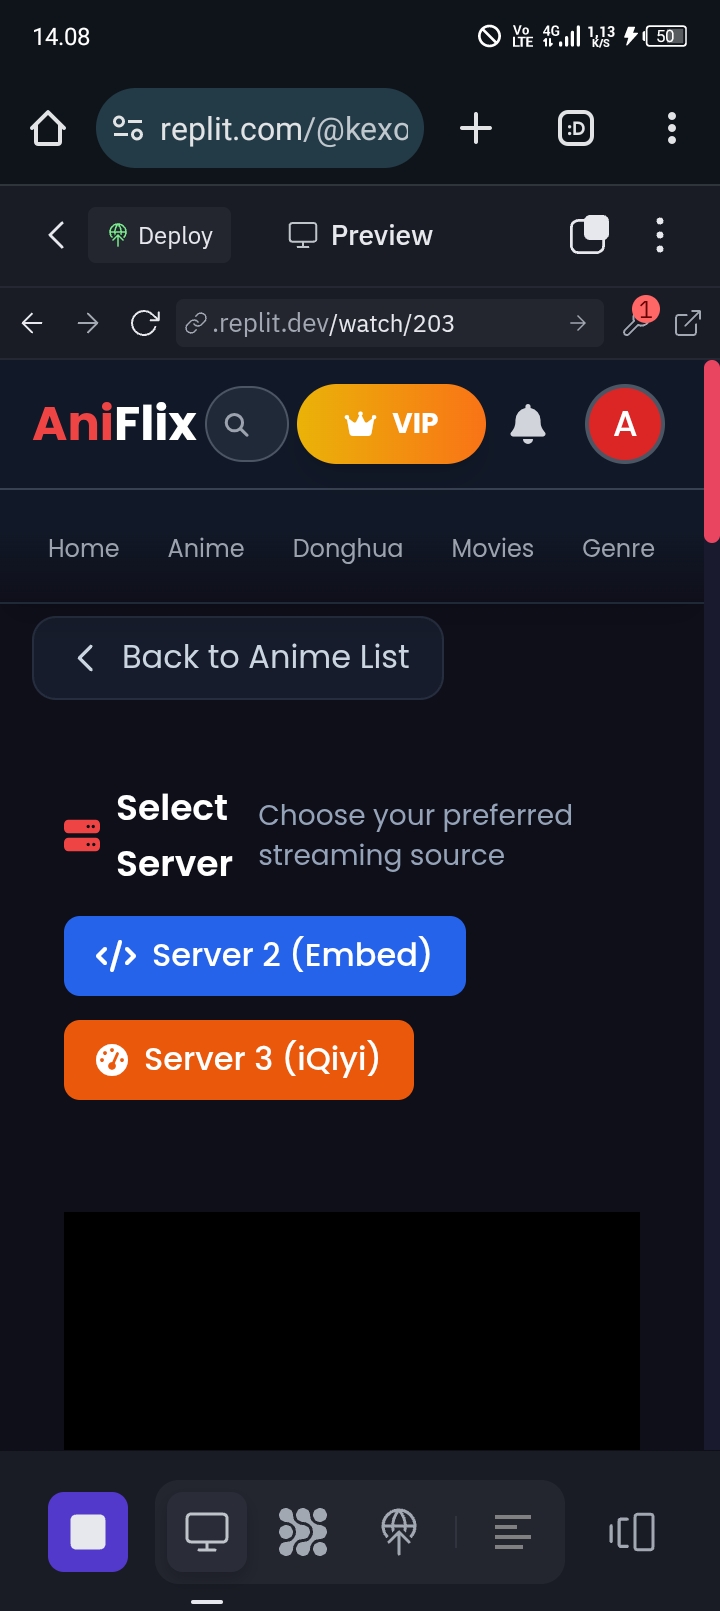 14.08
Vo LTE 4G 1,13 K/S 50
replit.com/@kexo
:D
Deploy
Preview
.replit.dev/watch/203
1
AniFlix
VIP
A
Home Anime Donghua Movies Genre
Back to Anime List
Select
Server
Choose your preferred
streaming source
</> Server 2 (Embed)
Server 3 (iQiyi)